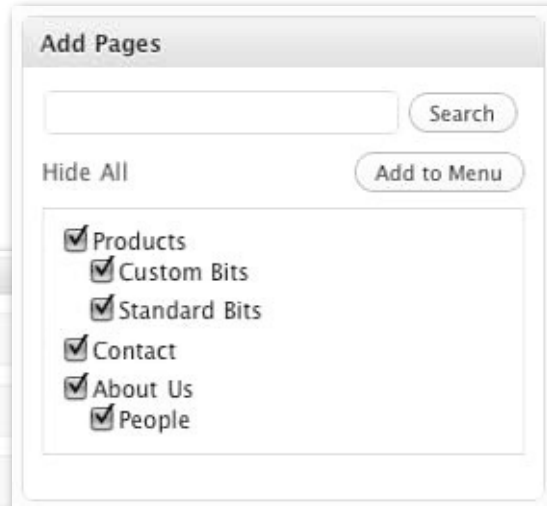 Add Pages
Search
Hide All Add to Menu
Products
Custom Bits
Standard Bits
Contact
About Us
People